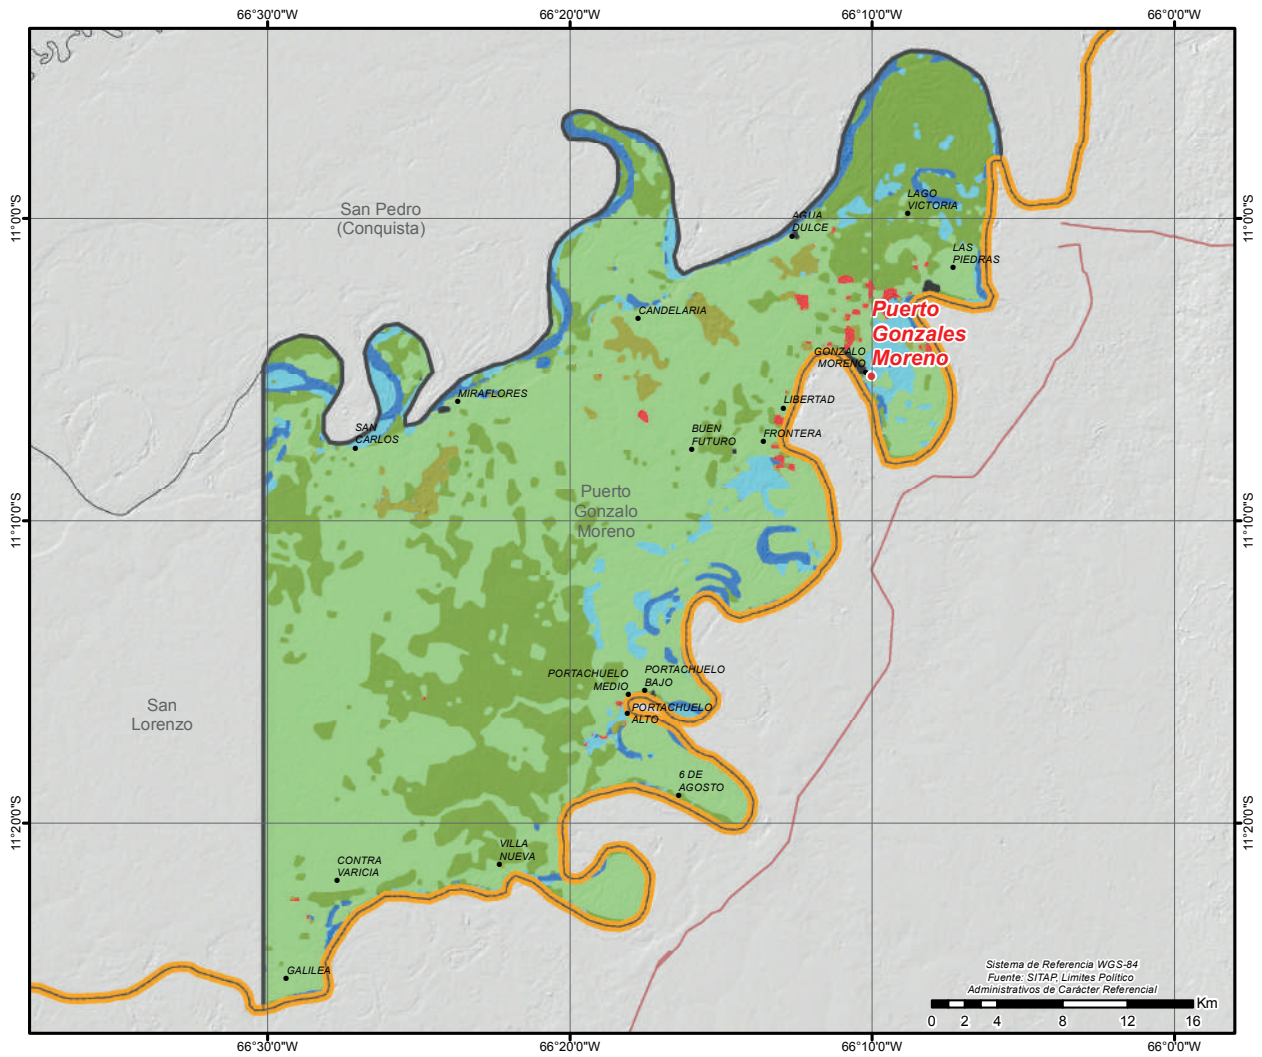 66°30'0"W
66°20'0"W
66°10'0"W
66°0'0"W
11°0'0"S
11°0'0"S
San Pedro
(Conquista)
LAGO
VICTORIA
AGUA
DULCE
LAS
PIEDRAS
CANDELARIA
Puerto
Gonzales
Moreno
GONZALO
MORENO
MIRAFLORES
LIBERTAD
SAN
CARLOS
BUEN
FUTURO
FRONTERA
Puerto
Gonzalo
Moreno
11°10'0"S
11°10'0"S
PORTACHUELO
MEDIO
PORTACHUELO
BAJO
PORTACHUELO
ALTO
San
Lorenzo
6 DE
AGOSTO
11°20'0"S
11°20'0"S
VILLA
NUEVA
CONTRA
VARICIA
GALILEA
Sistema de Referencia WGS-84
Fuente: SITAP, Limites Politico
Administrativos de Carácter Referencial
Km
0 2 4 8 12 16
66°30'0"W
66°20'0"W
66°10'0"W
66°0'0"W